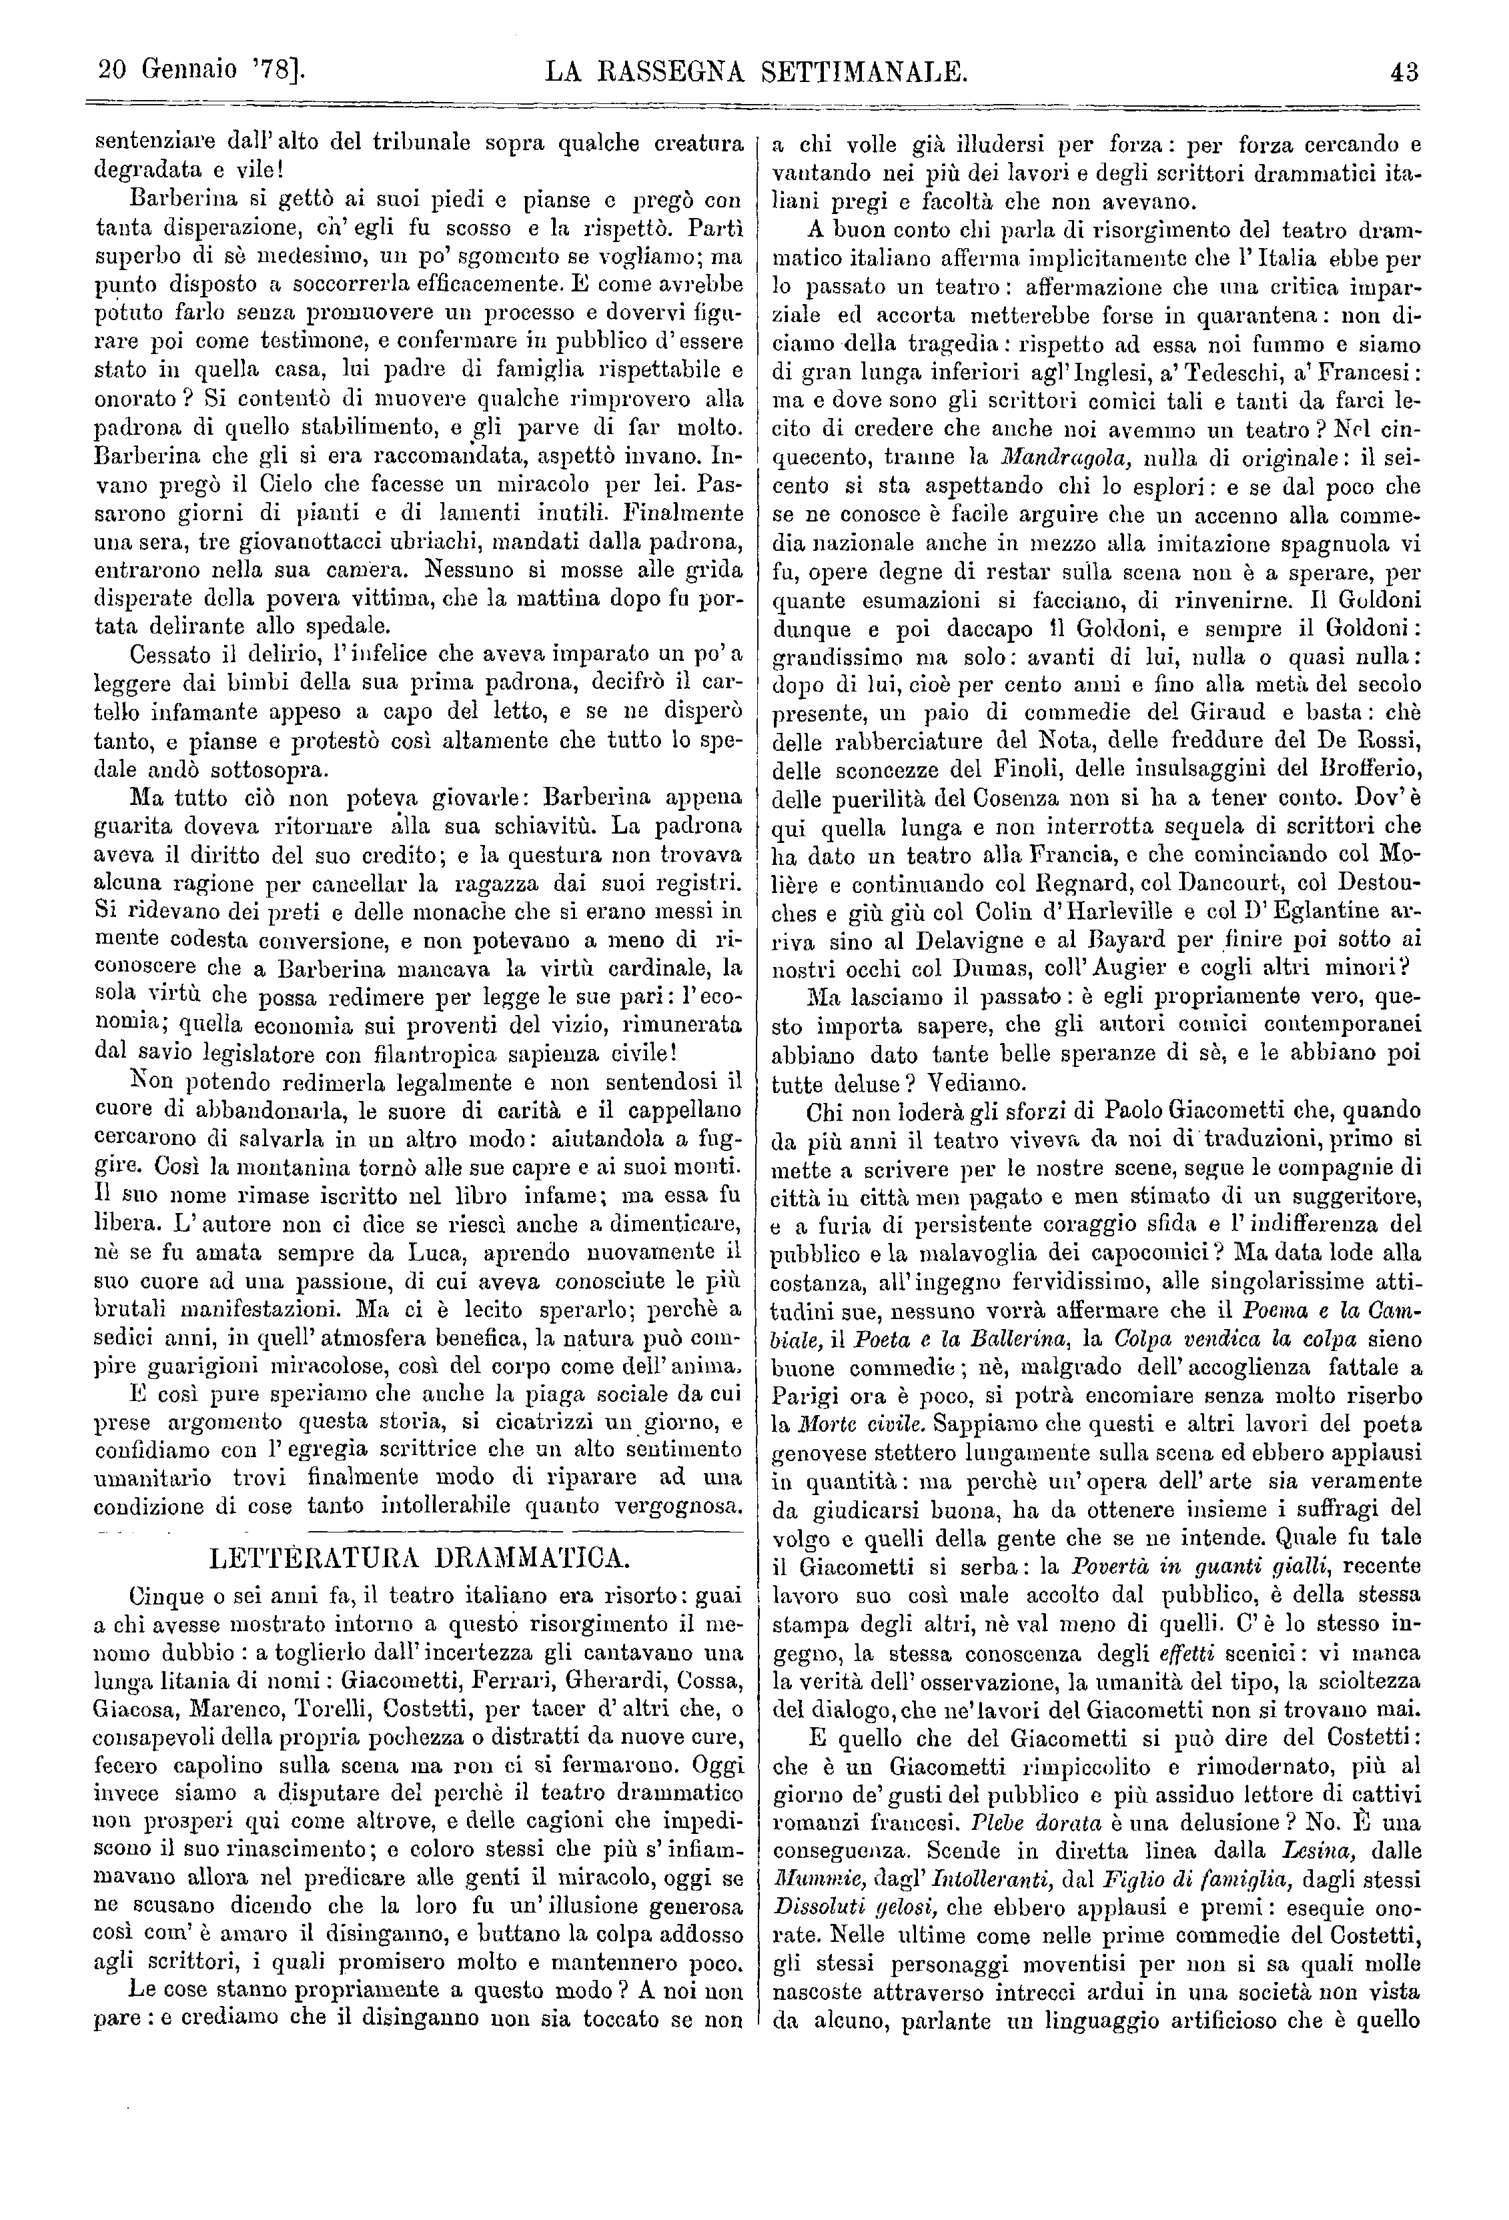 20 Gennaio '78].
LA RASSEGNA SETTIMANALE.
43
sentenziare dall' alto del tribunale sopra qualche creatura
degradata e vile!
Barberina si gettò ai suoi piedi e pianse e pregò con
tanta disperazione, ch' egli fu scosso e la rispettò. Partì
superbo di sè medesimo, un po' sgomento se vogliamo; ma
punto disposto a soccorrerla efficacemente. E come avrebbe
potuto farlo senza promuovere un processo e dovervi figu-
rare poi come testimone, e confermare in pubblico d' essere
stato in quella casa, lui padre di famiglia rispettabile e
onorato? Si contentò di muovere qualche rimprovero alla
padrona di quello stabilimento, e gli parve di far molto.
Barberina che gli si era raccomandata, aspettò invano. In-
vano pregò il Cielo che facesse un miracolo per lei. Pas-
sarono giorni di pianti e di lamenti inutili. Finalmente
una sera, tre giovanottacci ubriachi, mandati dalla padrona,
entrarono nella sua camera. Nessuno si mosse alle grida
disperate della povera vittima, che la mattina dopo fu por-
tata delirante allo spedale.
Cessato il delirio, l' infelice che aveva imparato un po' a
leggere dai bimbi della sua prima padrona, decifrò il car-
tello infamante appeso a capo del letto, e se ne disperò
tanto, e pianse e protestò così altamente che tutto lo spe-
dale andò sottosopra.
Ma tutto ciò non poteva giovarle: Barberina appena
guarita doveva ritornare alla sua schiavitù. La padrona
aveva il diritto del suo credito; e la questura non trovava
alcuna ragione per cancellar la ragazza dai suoi registri.
Si ridevano dei preti e delle monache che si erano messi in
mente codesta conversione, e non potevano a meno di ri-
conoscere che a Barberina mancava la virtù cardinale, la
sola virtù che possa redimere per legge le sue pari: l' eco-
nomia; quella economia sui proventi del vizio, rimunerata
dal savio legislatore con filantropica sapienza civile!
Non potendo redimerla legalmente e non sentendosi il
cuore di abbandonarla, le suore di carità e il cappellano
cercarono di salvarla in un altro modo: aiutandola a fug-
gire. Così la montanina tornò alle sue capre e ai suoi monti.
Il suo nome rimase iscritto nel libro infame; ma essa fu
libera. L' autore non ci dice se riescì anche a dimenticare,
nè se fu amata sempre da Luca, aprendo nuovamente il
suo cuore ad una passione, di cui aveva conosciute le più
brutali manifestazioni. Ma ci è lecito sperarlo; perchè a
sedici anni, in quell' atmosfera benefica, la natura può com-
pire guarigioni miracolose, così del corpo come dell' anima.
E così pure speriamo che anche la piaga sociale da cui
prese argomento questa storia, si cicatrizzi un giorno, e
confidiamo con l' egregia scrittrice che un alto sentimento
umanitario trovi finalmente modo di riparare ad una
condizione di cose tanto intollerabile quanto vergognosa.
LETTERATURA DRAMMATICA.
Cinque o sei anni fa, il teatro italiano era risorto: guai
a chi avesse mostrato intorno a questo risorgimento il me-
nomo dubbio : a toglierlo dall' incertezza gli cantavano una
lunga litania di nomi : Giacometti, Ferrari, Gherardi, Cossa,
Giacosa, Marenco, Torelli, Costetti, per tacer d' altri che, o
consapevoli della propria pochezza o distratti da nuove cure,
fecero capolino sulla scena ma non ci si fermarono. Oggi
invece siamo a disputare del perchè il teatro drammatico
non prosperi qui come altrove, e delle cagioni che impedi-
scono il suo rinascimento; e coloro stessi che più s' infiam-
mavano allora nel predicare alle genti il miracolo, oggi se
ne scusano dicendo che la loro fu un' illusione generosa
così com' è amaro il disinganno, e buttano la colpa addosso
agli scrittori, i quali promisero molto e mantennero poco.
Le cose stanno propriamente a questo modo? A noi non
pare : e crediamo che il disinganno non sia toccato se non
a chi volle già illudersi per forza : per forza cercando e
vantando nei più dei lavori e degli scrittori drammatici ita-
liani pregi e facoltà che non avevano.
A buon conto chi parla di risorgimento del teatro dram-
matico italiano afferma implicitamente che l' Italia ebbe per
lo passato un teatro : affermazione che una critica impar-
ziale ed accorta metterebbe forse in quarantena : non di-
ciamo della tragedia : rispetto ad essa noi fummo e siamo
di gran lunga inferiori agl' Inglesi, a' Tedeschi, a' Francesi :
ma e dove sono gli scrittori comici tali e tanti da farci le-
cito di credere che anche noi avemmo un teatro? Nel cin-
quecento, tranne la Mandragola, nulla di originale : il sei-
cento si sta aspettando chi lo esplori : e se dal poco che
se ne conosce è facile arguire che un accenno alla comme-
dia nazionale anche in mezzo alla imitazione spagnuola vi
fu, opere degne di restar sulla scena non è a sperare, per
quante esumazioni si facciano, di rinvenirne. Il Goldoni
dunque e poi daccapo il Goldoni, e sempre il Goldoni :
grandissimo ma solo : avanti di lui, nulla o quasi nulla :
dopo di lui, cioè per cento anni e fino alla metà del secolo
presente, un paio di commedie del Giraud e basta : chè
delle rabberciature del Nota, delle freddure del De Rossi,
delle sconcezze del Finoli, delle insulsaggini del Brofferio,
delle puerilità del Cosenza non si ha a tener conto. Dov' è
qui quella lunga e non interrotta sequela di scrittori che
ha dato un teatro alla Francia, e che cominciando col Mo-
lière e continuando col Regnard, col Dancourt, col Destou-
ches e giù giù col Colin d' Harleville e col D' Eglantine ar-
riva sino al Delavigne e al Bayard per finire poi sotto ai
nostri occhi col Dumas, coll' Augier e cogli altri minori?
Ma lasciamo il passato : è egli propriamente vero, que-
sto importa sapere, che gli autori comici contemporanei
abbiano dato tante belle speranze di sè, e le abbiano poi
tutte deluse? Vediamo.
Chi non loderà gli sforzi di Paolo Giacometti che, quando
da più anni il teatro viveva da noi di traduzioni, primo si
mette a scrivere per le nostre scene, segue le compagnie di
città in città men pagato e men stimato di un suggeritore,
e a furia di persistente coraggio sfida e l' indifferenza del
pubblico e la malavoglia dei capocomici? Ma data lode alla
costanza, all' ingegno fervidissimo, alle singolarissime atti-
tudini sue, nessuno vorrà affermare che il Poema e la Cam-
biale, il Poeta e la Ballerina, la Colpa vendica la colpa sieno
buone commedie; nè, malgrado dell' accoglienza fattale a
Parigi ora è poco, si potrà encomiare senza molto riserbo
la Morte civile. Sappiamo che questi e altri lavori del poeta
genovese stettero lungamente sulla scena ed ebbero applausi
in quantità : ma perchè un' opera dell' arte sia veramente
da giudicarsi buona, ha da ottenere insieme i suffragi del
volgo e quelli della gente che se ne intende. Quale fu tale
il Giacometti si serba : la Povertà in guanti gialli, recente
lavoro suo così male accolto dal pubblico, è della stessa
stampa degli altri, nè val meno di quelli. C' è lo stesso in-
gegno, la stessa conoscenza degli effetti scenici : vi manca
la verità dell' osservazione, la umanità del tipo, la scioltezza
del dialogo, che ne' lavori del Giacometti non si trovano mai.
E quello che del Giacometti si può dire del Costetti :
che è un Giacometti rimpiccolito e rimodernato, più al
giorno de' gusti del pubblico e più assiduo lettore di cattivi
romanzi francesi. Plebe dorata è una delusione? No. È una
conseguenza. Scende in diretta linea dalla Lesina, dalle
Mummie, dagl' Intolleranti, dal Figlio di famiglia, dagli stessi
Dissoluti gelosi, che ebbero applausi e premi : esequie ono-
rate. Nelle ultime come nelle prime commedie del Costetti,
gli stessi personaggi moventisi per non si sa quali molle
nascoste attraverso intrecci ardui in una società non vista
da alcuno, parlante un linguaggio artificioso che è quello